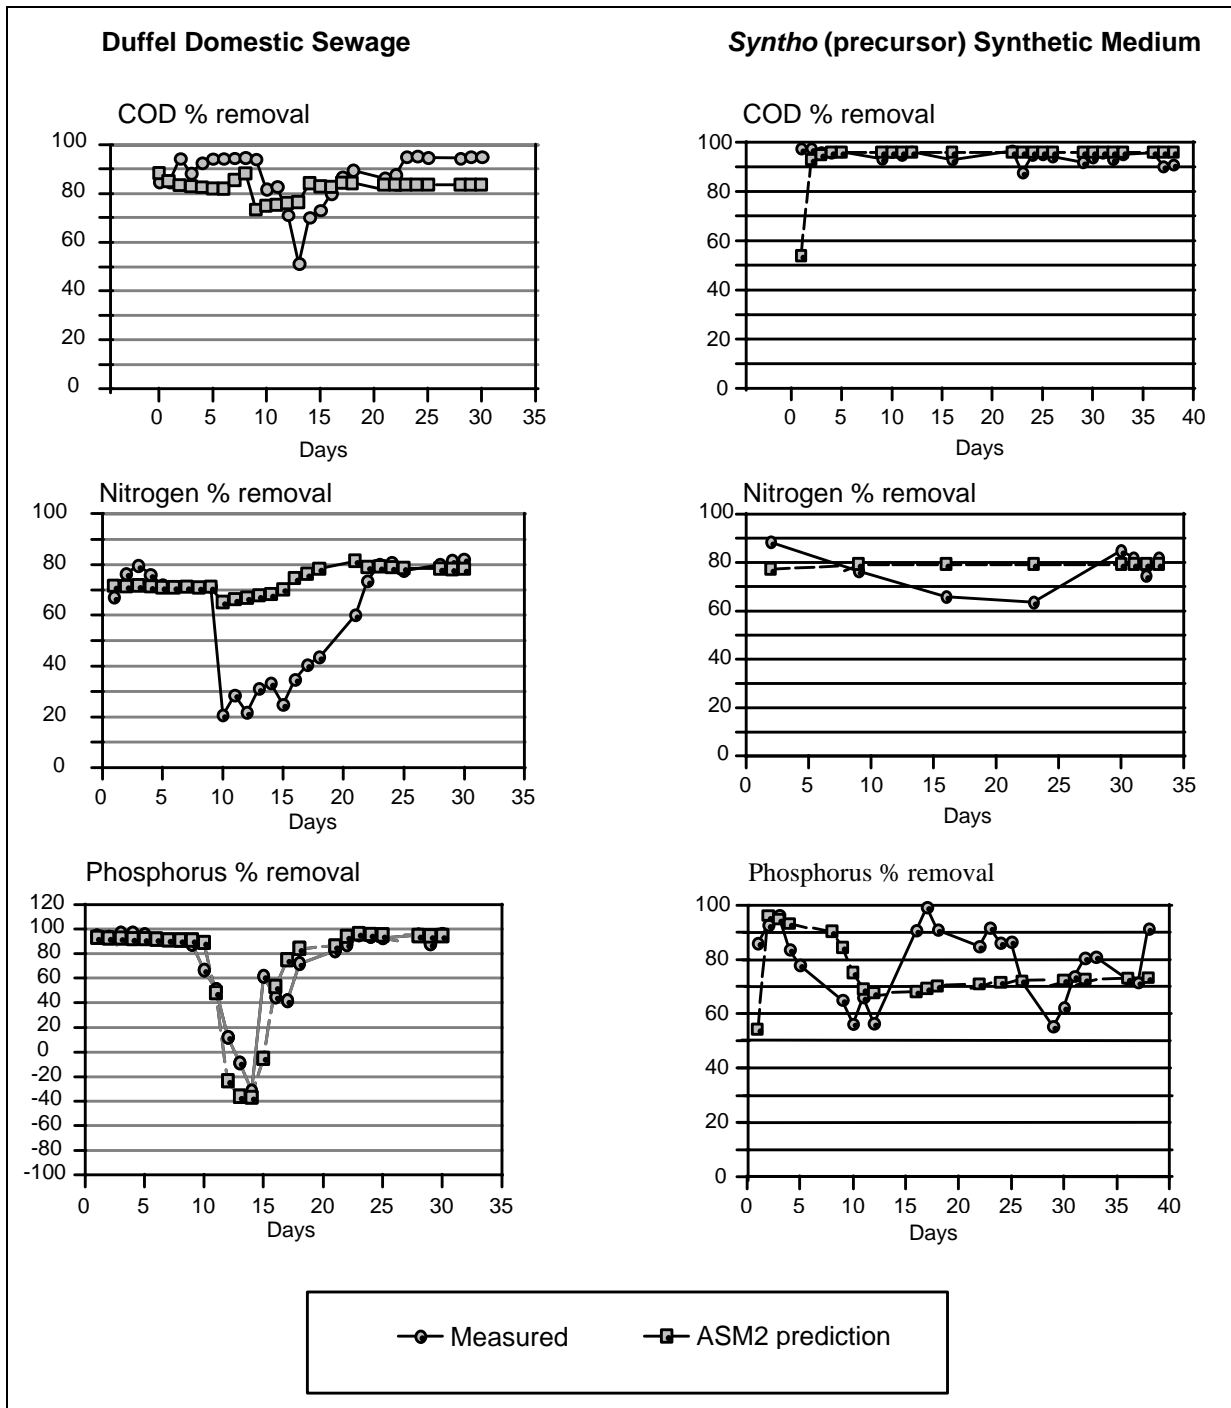 Duffel Domestic Sewage
Syntho (precursor) Synthetic Medium
COD % removal
100
80
60
40
20
0
0 5 10 15 20 25 30 35
Days
COD % removal
100
80
60
40
20
0
0 5 10 15 20 25 30 35 40
Days
Nitrogen % removal
100
80
60
40
20
0
0 5 10 15 20 25 30 35
Days
Nitrogen % removal
100
80
60
40
20
0
0 5 10 15 20 25 30 35
Days
Phosphorus % removal
120
100
80
60
40
20
0
-20
-40
-60
-80
-100
0 5 10 15 20 25 30 35
Days
Phosphorus % removal
100
80
60
40
20
0
0 5 10 15 20 25 30 35 40
Days
Measured
ASM2 prediction